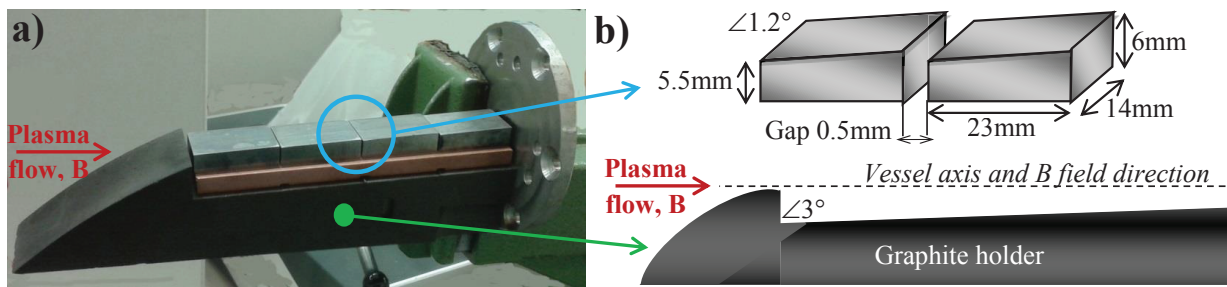 a)
Plasma
flow, B
b)
∠1.2°
6mm
5.5mm
14mm
Gap 0.5mm
23mm
Plasma
flow, B
Vessel axis and B field direction
∠3°
Graphite holder